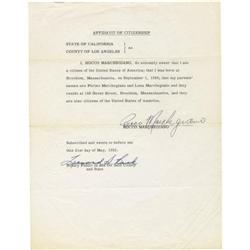 AFFIDAVIT OF CITIZENSHIP
STATE OF CALIFORNIA
COUNTY OF LOS ANGELES
ss
I, ROCCO MARCHEGIANO, do solemnly swear that I am
a citizen of the United States of America; that I was born at
Brockton, Massachusetts, on September 1, 1923; that my parents'
names are Pierino Marchegiano and Lena Marchegiano and they
reside at 168 Dover Street, Brockton, Massachusetts, and they
are also citizens of the United States of America.
Rocco Marchegiano
ROCCO MARCHEGIANO
Subscribed and sworn to before me
this 21st day of May, 1952.
Notary Public in and for said County
and State